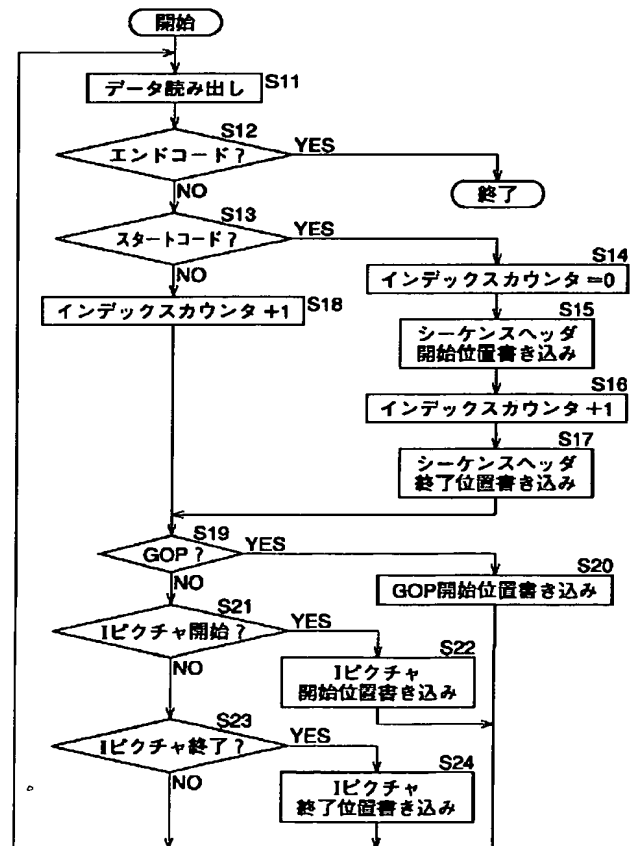 開始
データ読み出し
S11
S12
エンドコード?
YES
NO
終了
S13
スタートコード?
YES
NO
S14
インデックスカウンタ=0
インデックスカウンタ+1
S18
S15
シーケンスヘッダ
開始位置書き込み
S16
インデックスカウンタ+1
S17
シーケンスヘッダ
終了位置書き込み
S19
GOP?
YES
NO
S20
GOP開始位置書き込み
S21
Iピクチャ開始?
YES
NO
S22
Iピクチャ
開始位置書き込み
S23
Iピクチャ終了?
YES
NO
S24
Iピクチャ
終了位置書き込み